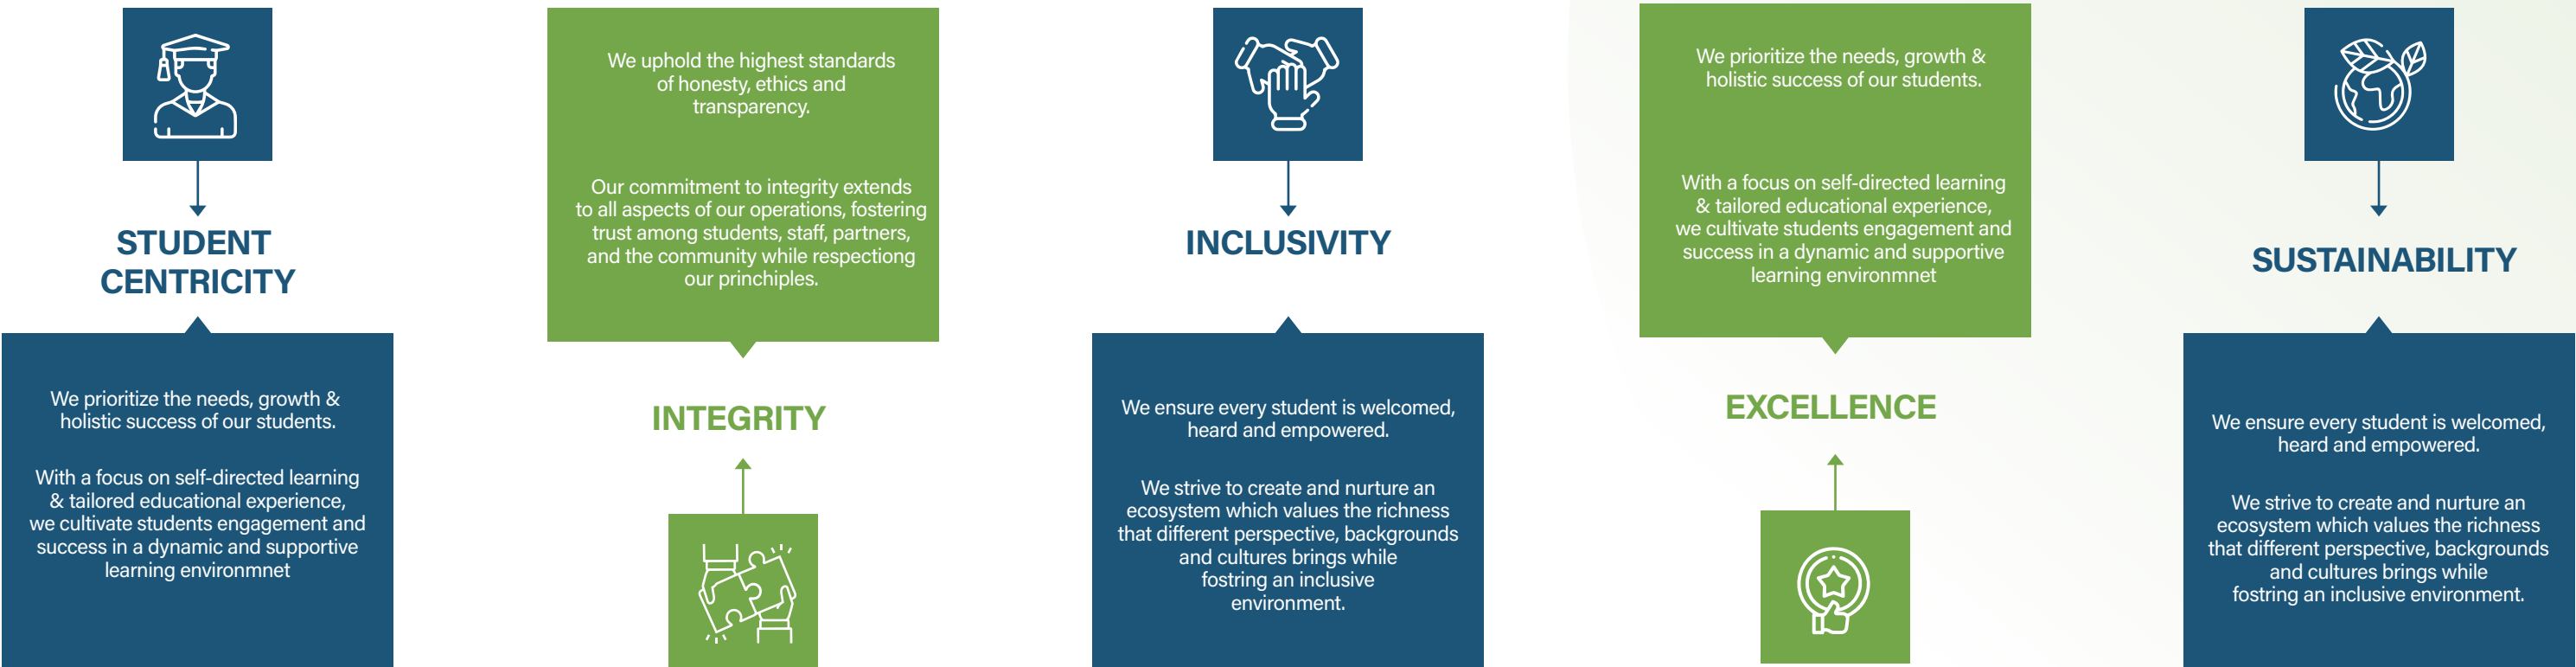 STUDENT
CENTRICITY
We prioritize the needs, growth &
holistic success of our students.
With a focus on self-directed learning
& tailored educational experience,
we cultivate students engagement and
success in a dynamic and supportive
learning environmnet
We uphold the highest standards
of honesty, ethics and
transparency.
Our commitment to integrity extends
to all aspects of our operations, fostering
trust among students, staff, partners,
and the community while respectiong
our princhiples.
INTEGRITY
INCLUSIVITY
We ensure every student is welcomed,
heard and empowered.
We strive to create and nurture an
ecosystem which values the richness
that different perspective, backgrounds
and cultures brings while
fostring an inclusive
environment.
We prioritize the needs, growth &
holistic success of our students.
With a focus on self-directed learning
& tailored educational experience,
we cultivate students engagement and
success in a dynamic and supportive
learning environmnet
EXCELLENCE
SUSTAINABILITY
We ensure every student is welcomed,
heard and empowered.
We strive to create and nurture an
ecosystem which values the richness
that different perspective, backgrounds
and cultures brings while
fostring an inclusive environment.